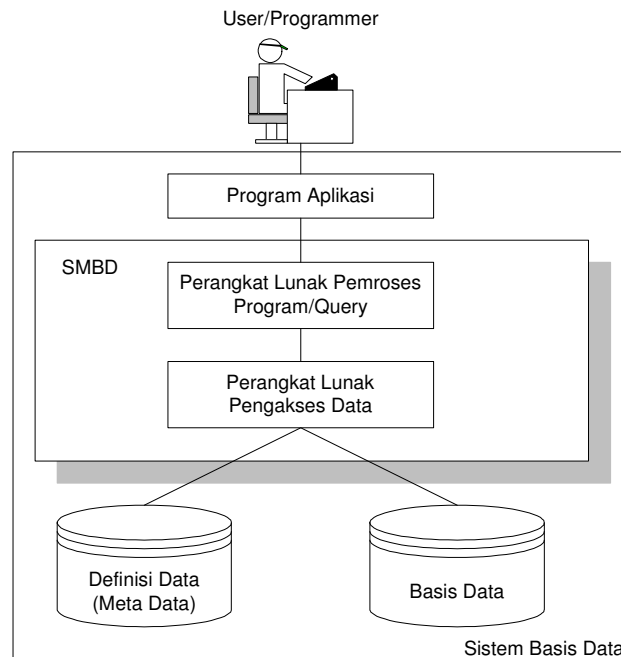 User/Programmer
Program Aplikasi
SMBD
Perangkat Lunak Pemroses
Program/Query
Perangkat Lunak
Pengakses Data
Definisi Data
(Meta Data)
Basis Data
Sistem Basis Data